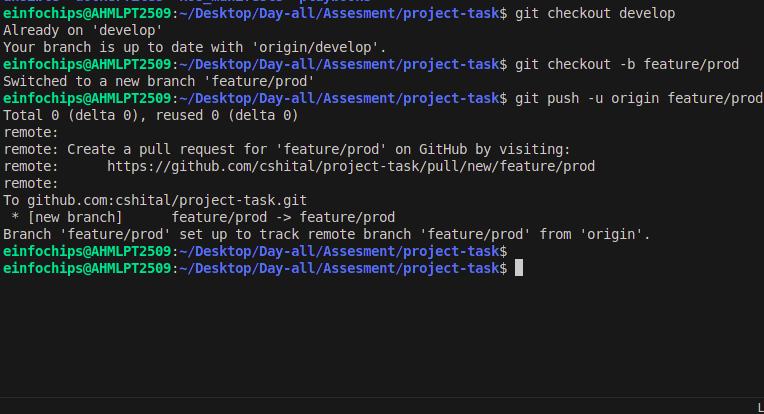 einfochips@AHMLPT2509:~/Desktop/Day-all/Assesment/project-task$ git checkout develop
Already on 'develop'
Your branch is up to date with 'origin/develop'.
einfochips@AHMLPT2509:~/Desktop/Day-all/Assesment/project-task$ git checkout -b feature/prod
Switched to a new branch 'feature/prod'
einfochips@AHMLPT2509:~/Desktop/Day-all/Assesment/project-task$ git push -u origin feature/prod
Total 0 (delta 0), reused 0 (delta 0)
remote:
remote: Create a pull request for 'feature/prod' on GitHub by visiting:
remote:      https://github.com/cshital/project-task/pull/new/feature/prod
remote:
To github.com:cshital/project-task.git
 * [new branch]      feature/prod -> feature/prod
Branch 'feature/prod' set up to track remote branch 'feature/prod' from 'origin'.
einfochips@AHMLPT2509:~/Desktop/Day-all/Assesment/project-task$
einfochips@AHMLPT2509:~/Desktop/Day-all/Assesment/project-task$
L